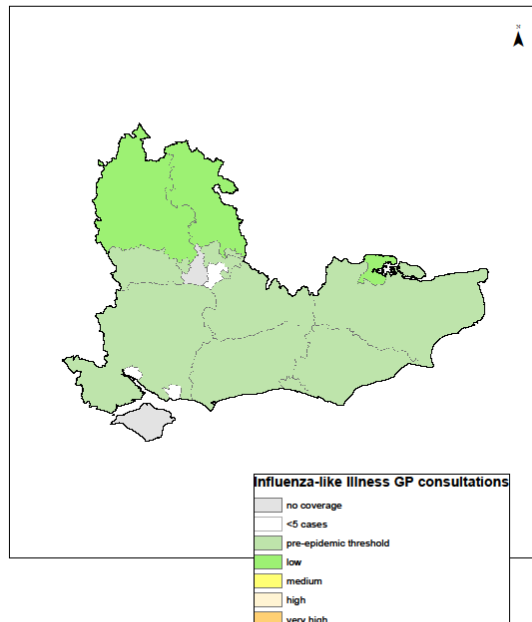 N
Influenza-like Illness GP consultations
no coverage
<5 cases
pre-epidemic threshold
low
medium
high
very high